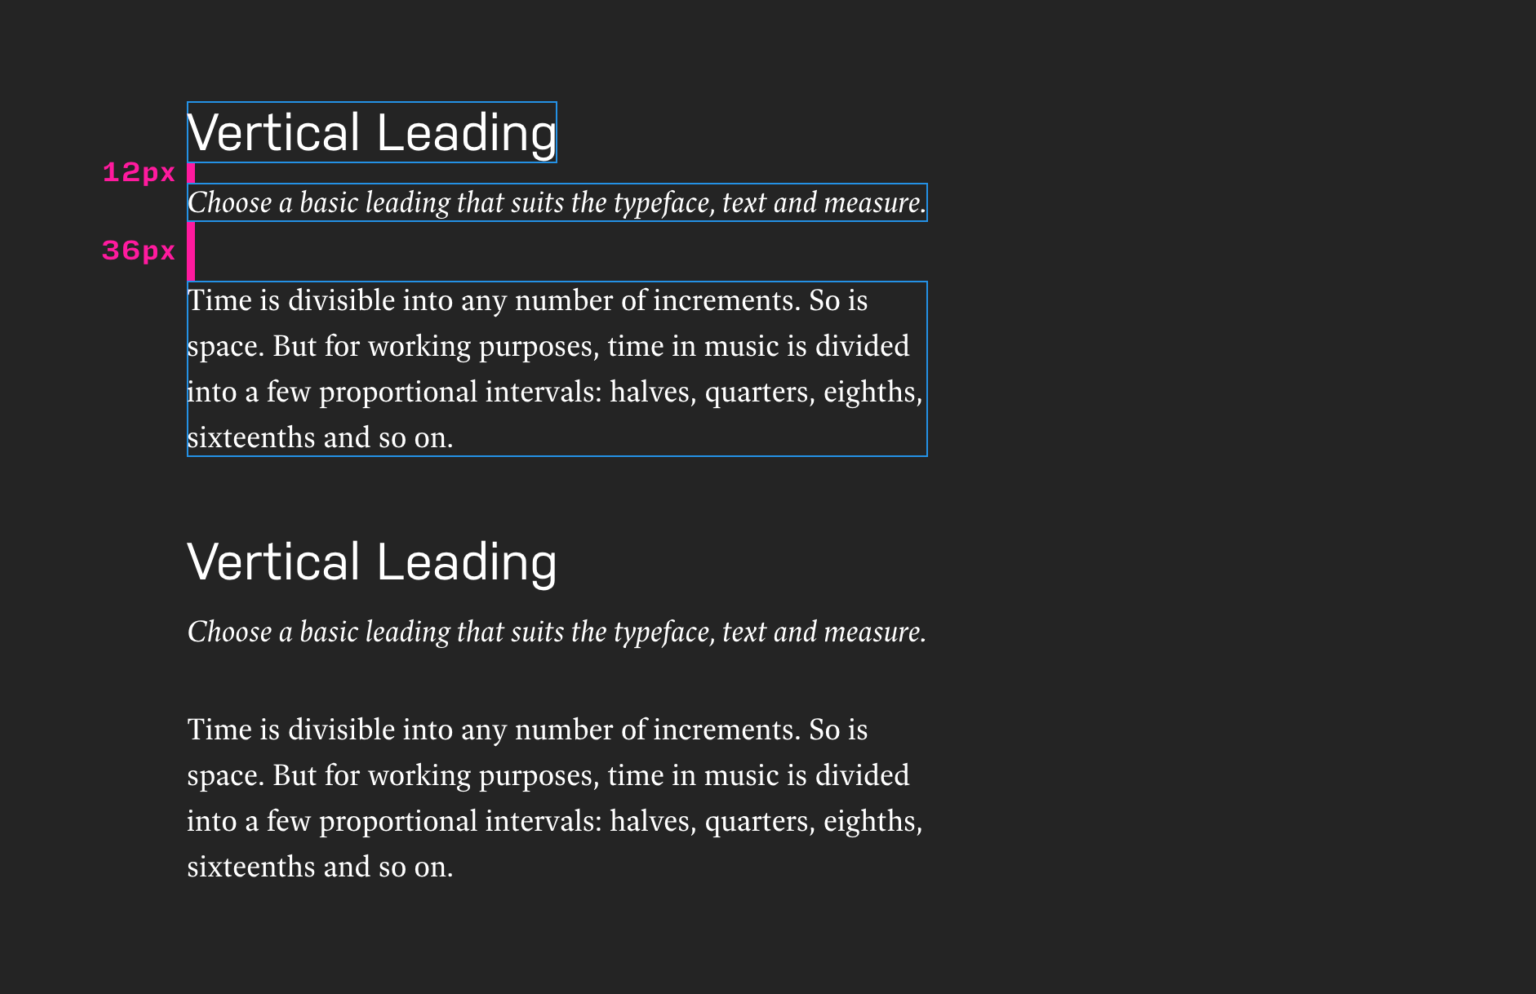 Vertical Leading
12px
Choose a basic leading that suits the typeface, text and measure.
36px
Time is divisible into any number of increments. So is
space. But for working purposes, time in music is divided
into a few proportional intervals: halves, quarters, eighths,
sixteenths and so on.
Vertical Leading
Choose a basic leading that suits the typeface, text and measure.
Time is divisible into any number of increments. So is
space. But for working purposes, time in music is divided
into a few proportional intervals: halves, quarters, eighths,
sixteenths and so on.